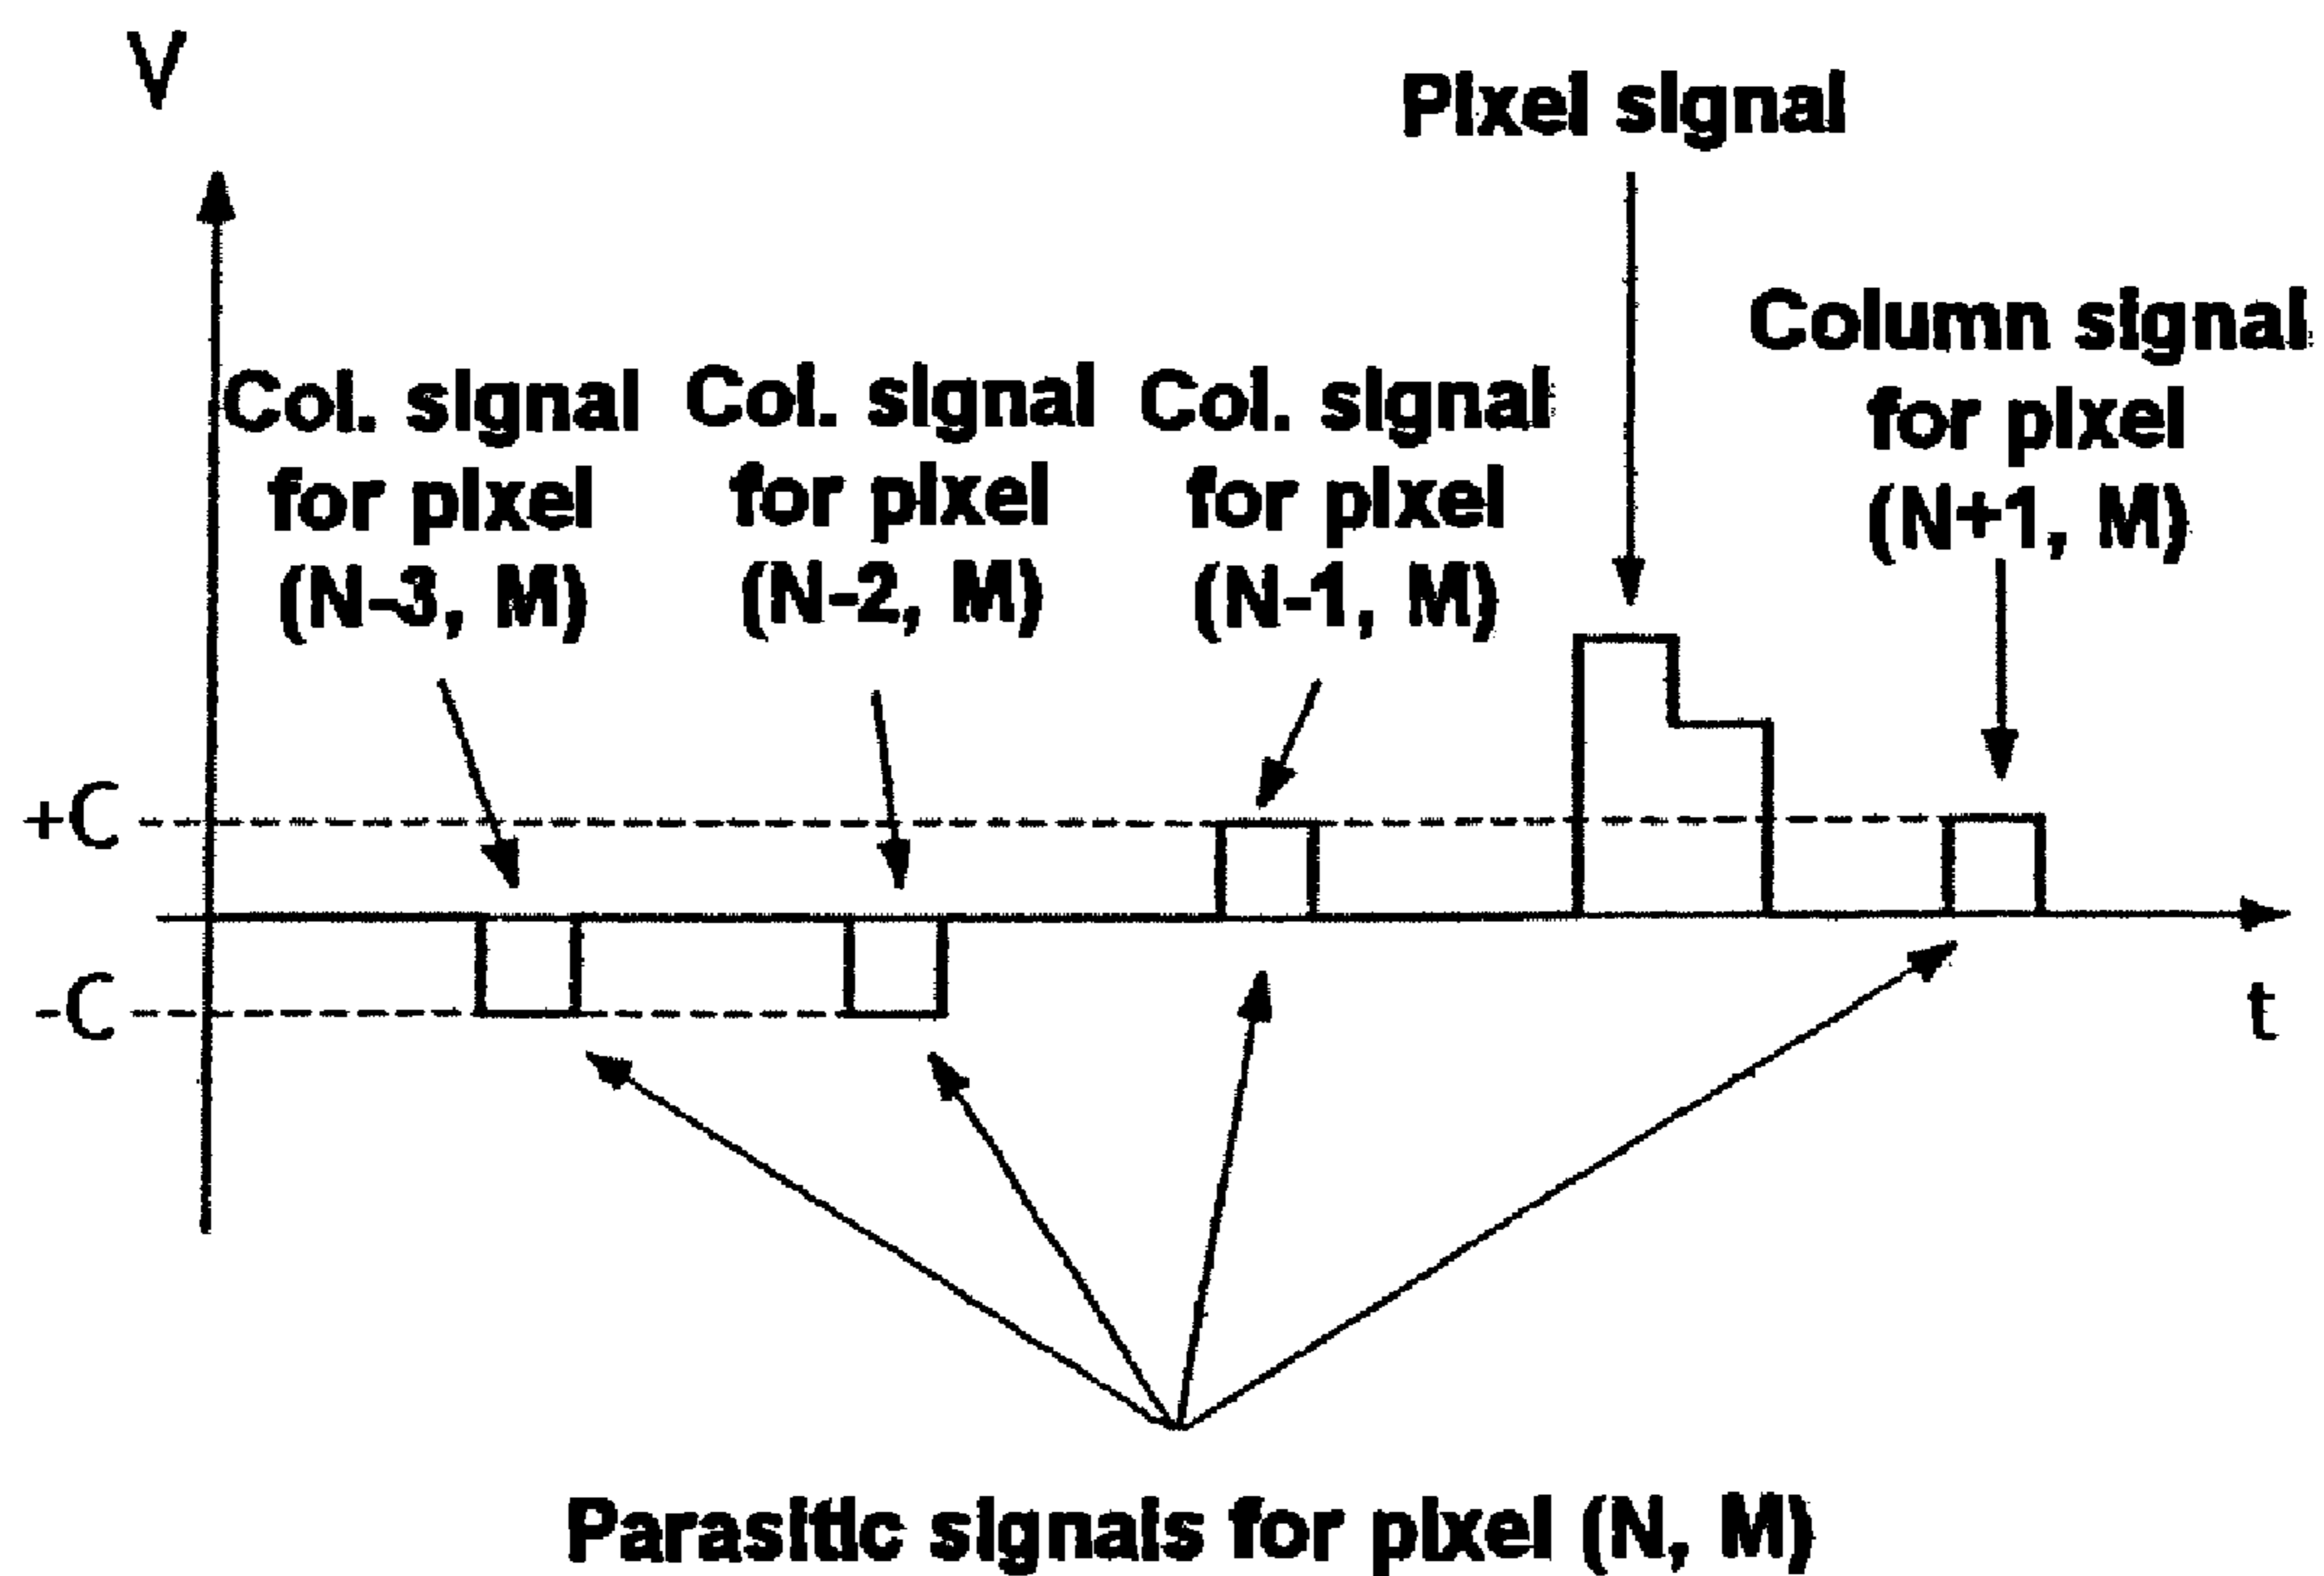 V
Pixel signal
Column signal
for pixel
(N+1, M)
Col. signal
for pixel
(N-3, M)
Col. signal
for pixel
(N-2, M)
Col. signal
for pixel
(N-1, M)
+C
-C
t
Parasitic signals for pixel (N, M)